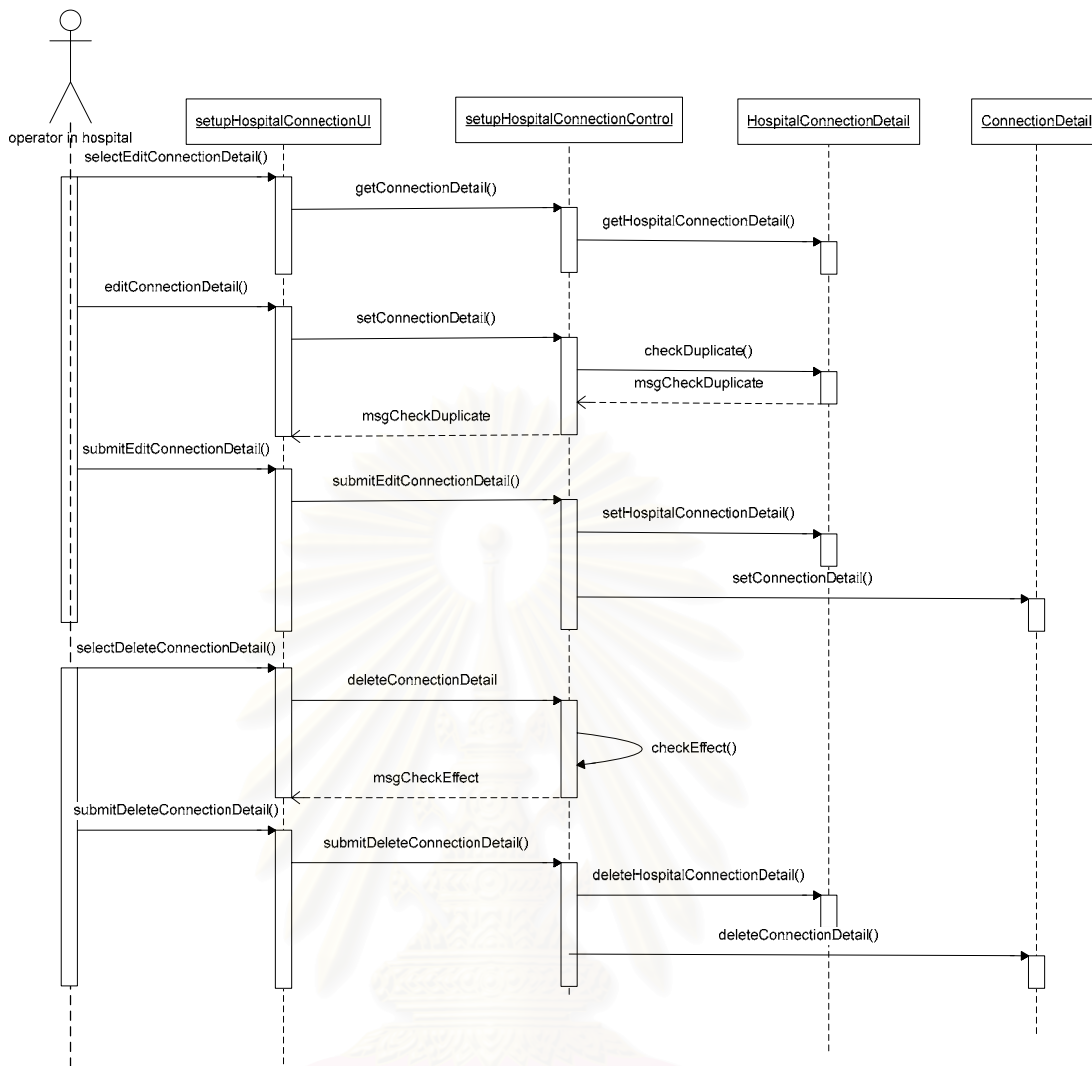 operator in hospital
setupHospitalConnectionUI
setupHospitalConnectionControl
HospitalConnectionDetail
ConnectionDetail
selectEditConnectionDetail()
getConnectionDetail()
getHospitalConnectionDetail()
editConnectionDetail()
setConnectionDetail()
checkDuplicate()
msgCheckDuplicate
msgCheckDuplicate
submitEditConnectionDetail()
submitEditConnectionDetail()
setHospitalConnectionDetail()
setConnectionDetail()
selectDeleteConnectionDetail()
deleteConnectionDetail
checkEffect()
msgCheckEffect
submitDeleteConnectionDetail()
submitDeleteConnectionDetail()
deleteHospitalConnectionDetail()
deleteConnectionDetail()